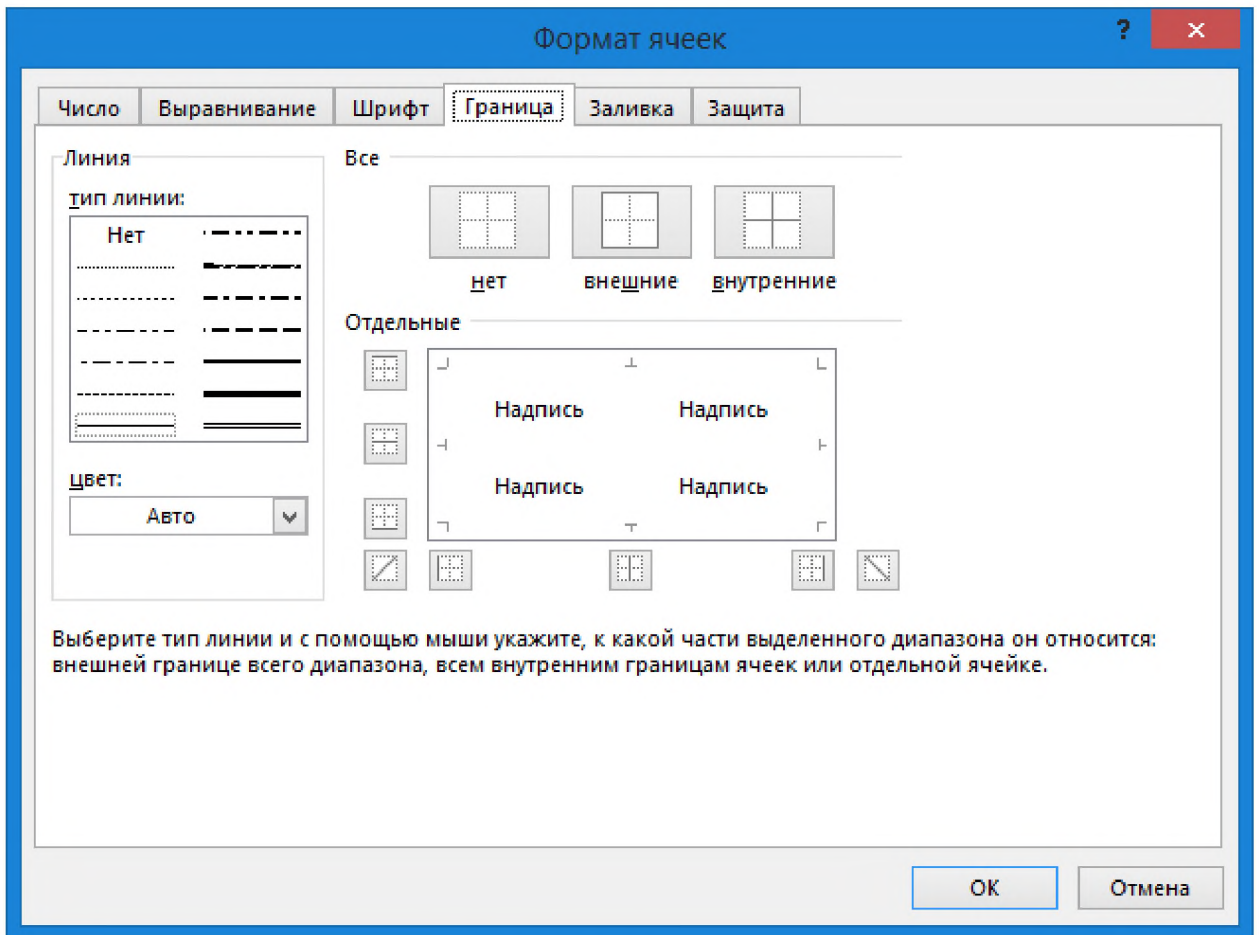 Формат ячеек
?
Число Выравнивание Шрифт Граница Заливка Защита
Линия
тип линии:
Нет
цвет:
Авто
Все
нет внешние внутренние
Отдельные
Надпись Надпись
Надпись Надпись
Выберите тип линии и с помощью мыши укажите, к какой части выделенного диапазона он относится:
внешней границе всего диапазона, всем внутренним границам ячеек или отдельной ячейке.
ОК Отмена